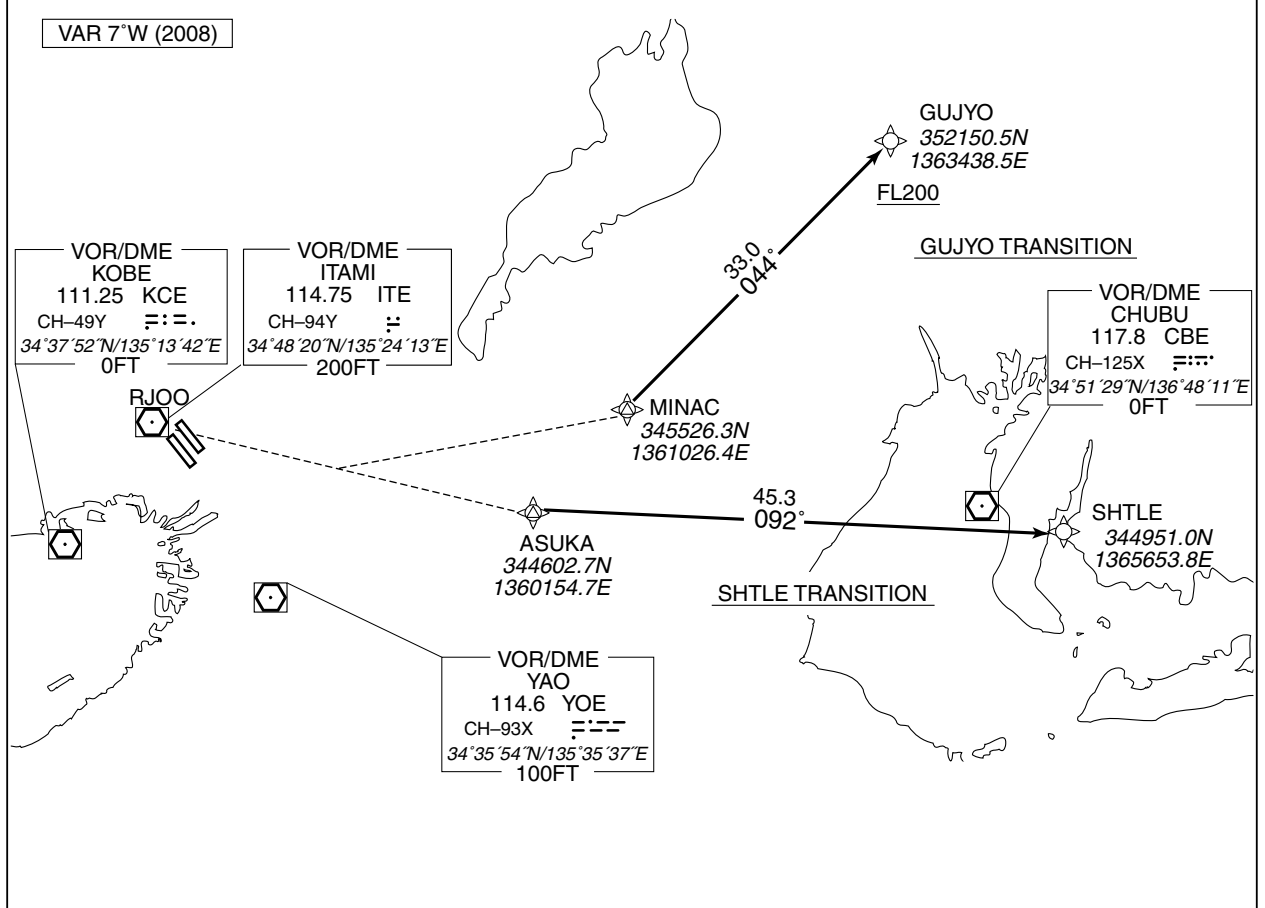 VAR 7°W (2008)
GUJYO
352150.5N
1363438.5E
FL200
GUJYO TRANSITION
33.0
044°
VOR/DME
KOBE
111.25 KCE
CH–49Y
34°37´52˝N/135°13´42˝E
0FT
VOR/DME
ITAMI
114.75 ITE
CH–94Y
34°48´20˝N/135°24´13˝E
200FT
VOR/DME
CHUBU
117.8 CBE
CH–125X
34°51´29˝N/136°48´11˝E
0FT
RJOO
MINAC
345526.3N
1361026.4E
ASUKA
344602.7N
1360154.7E
45.3
092°
SHTLE
344951.0N
1365653.8E
SHTLE TRANSITION
VOR/DME
YAO
114.6 YOE
CH–93X
34°35´54˝N/135°35´37˝E
100FT